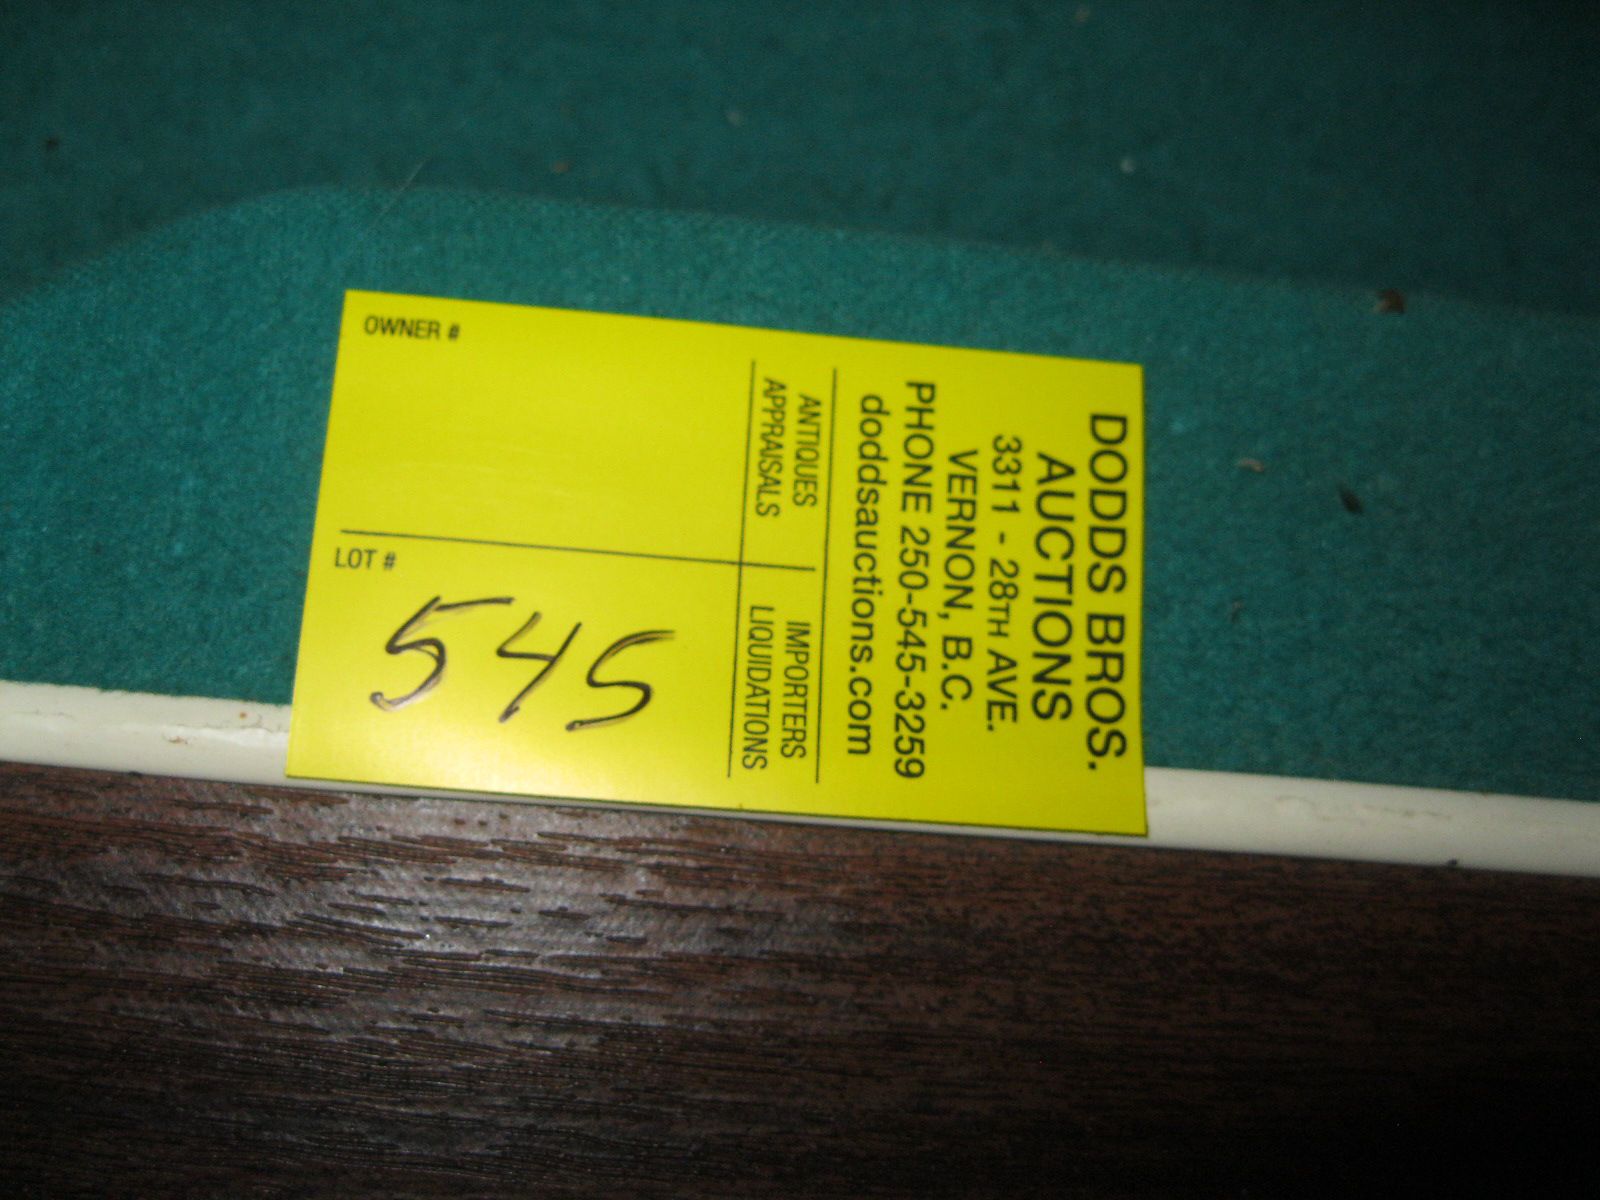 DODDS BROS.
AUCTIONS
3311 - 28TH AVE.
VERNON, B.C.
PHONE 250-545-3259
doddsauctions.com
ANTIQUES
APPRAISALS
IMPORTERS
LIQUIDATIONS
OWNER #
LOT #
545